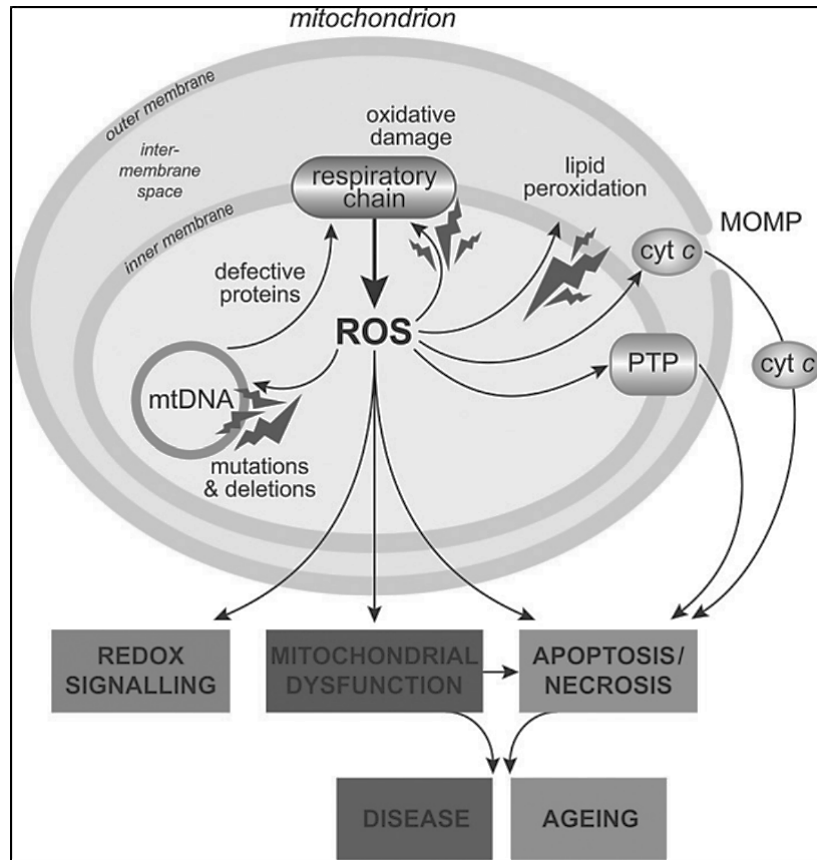 mitochondrion
outer membrane
inter-
membrane
space
inner membrane
oxidative
damage
respiratory
chain
lipid
peroxidation
MOMP
cyt c
defective
proteins
ROS
PTP
cyt c
mtDNA
mutations
& deletions
REDOX
SIGNALLING
MITOCHONDRIAL
DYSFUNCTION
APOPTOSIS/
NECROSIS
DISEASE
AGEING